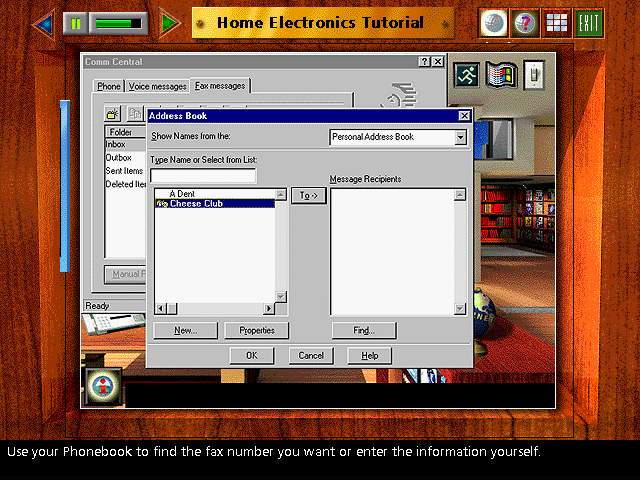 Home Electronics Tutorial
EXIT
Comm Central
Phone
Voice messages
Fax messages
Address Book
Show Names from the:
Personal Address Book
Folder
Inbox
Outbox
Sent Items
Deleted Item
Type Name or Select from List:
Message Recipients
A Dent
Cheese Club
To ->
Manual F
Ready
New...
Properties
Find...
OK
Cancel
Help
Use your Phonebook to find the fax number you want or enter the information yourself.